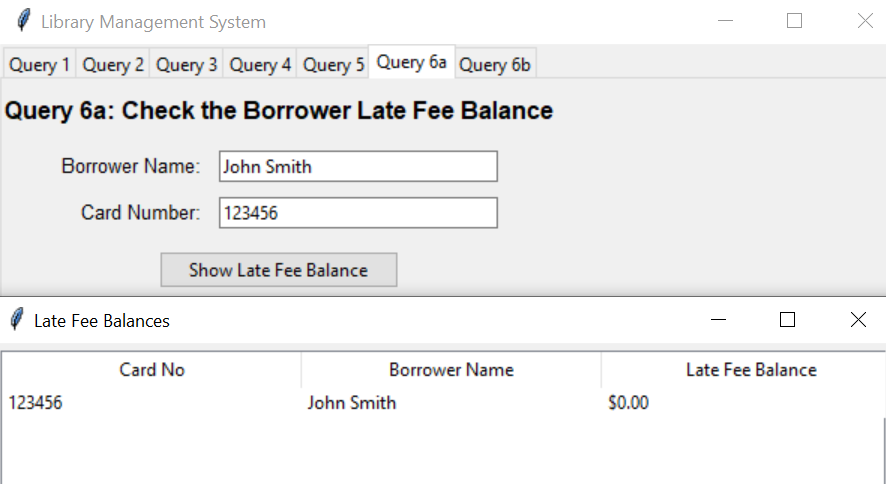 Library Management System
Query 1 Query 2 Query 3 Query 4 Query 5 Query 6a Query 6b
Query 6a: Check the Borrower Late Fee Balance
Borrower Name: John Smith
Card Number: 123456
Show Late Fee Balance
Late Fee Balances
Card No Borrower Name Late Fee Balance
123456 John Smith $0.00